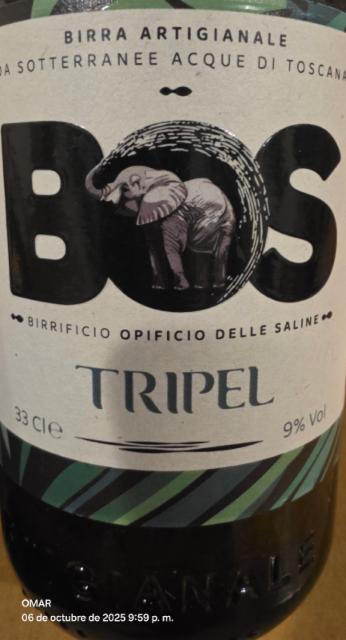 BIRRA ARTIGIANALE
DA SOTTERRANEE ACQUE DI TOSCANA
BOS
BIRRIFICIO OPIFICIO DELLE SALINE
TRIPEL
33 Cl e
9% Vol
OMAR
06 de octubre de 2025 9:59 p. m.